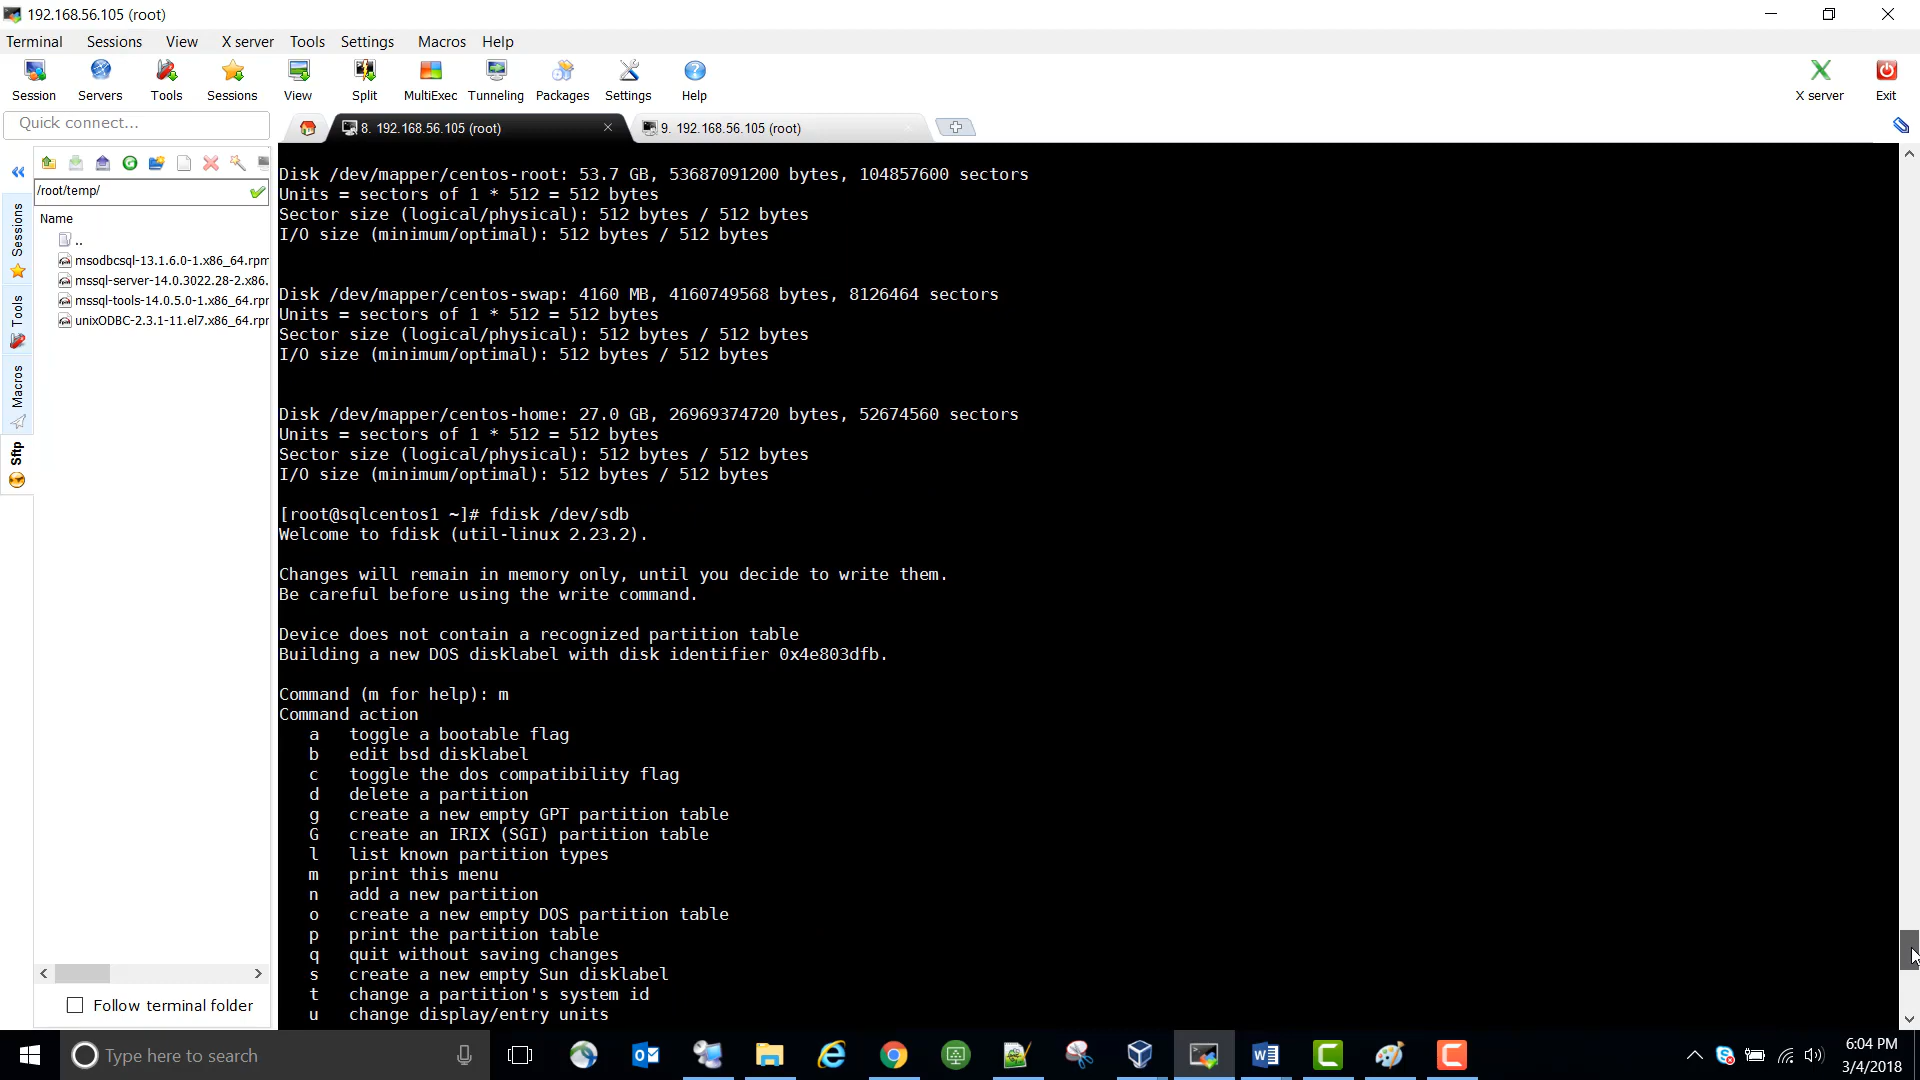 192.168.56.105 (root)
Terminal Sessions View X server Tools Settings Macros Help
Session Servers Tools Sessions View Split MultiExec Tunneling Packages Settings Help X server Exit
Quick connect...
8. 192.168.56.105 (root)
9. 192.168.56.105 (root)
/root/temp/
Name
..
msodbcsql-13.1.6.0-1.x86_64.rpm
mssql-server-14.0.3022.28-2.x86.
mssql-tools-14.0.5.0-1.x86_64.rpr
unixODBC-2.3.1-11.el7.x86_64.rpr
Sessions
Tools
Macros
Sftp
Follow terminal folder
Disk /dev/mapper/centos-root: 53.7 GB, 53687091200 bytes, 104857600 sectors
Units = sectors of 1 * 512 = 512 bytes
Sector size (logical/physical): 512 bytes / 512 bytes
I/O size (minimum/optimal): 512 bytes / 512 bytes
Disk /dev/mapper/centos-swap: 4160 MB, 4160749568 bytes, 8126464 sectors
Units = sectors of 1 * 512 = 512 bytes
Sector size (logical/physical): 512 bytes / 512 bytes
I/O size (minimum/optimal): 512 bytes / 512 bytes
Disk /dev/mapper/centos-home: 27.0 GB, 26969374720 bytes, 52674560 sectors
Units = sectors of 1 * 512 = 512 bytes
Sector size (logical/physical): 512 bytes / 512 bytes
I/O size (minimum/optimal): 512 bytes / 512 bytes
[root@sqlcentos1 ~]# fdisk /dev/sdb
Welcome to fdisk (util-linux 2.23.2).
Changes will remain in memory only, until you decide to write them.
Be careful before using the write command.
Device does not contain a recognized partition table
Building a new DOS disklabel with disk identifier 0x4e803dfb.
Command (m for help): m
Command action
a toggle a bootable flag
b edit bsd disklabel
c toggle the dos compatibility flag
d delete a partition
g create a new empty GPT partition table
G create an IRIX (SGI) partition table
l list known partition types
m print this menu
n add a new partition
o create a new empty DOS partition table
p print the partition table
q quit without saving changes
s create a new empty Sun disklabel
t change a partition's system id
u change display/entry units
Type here to search
6:04 PM
3/4/2018